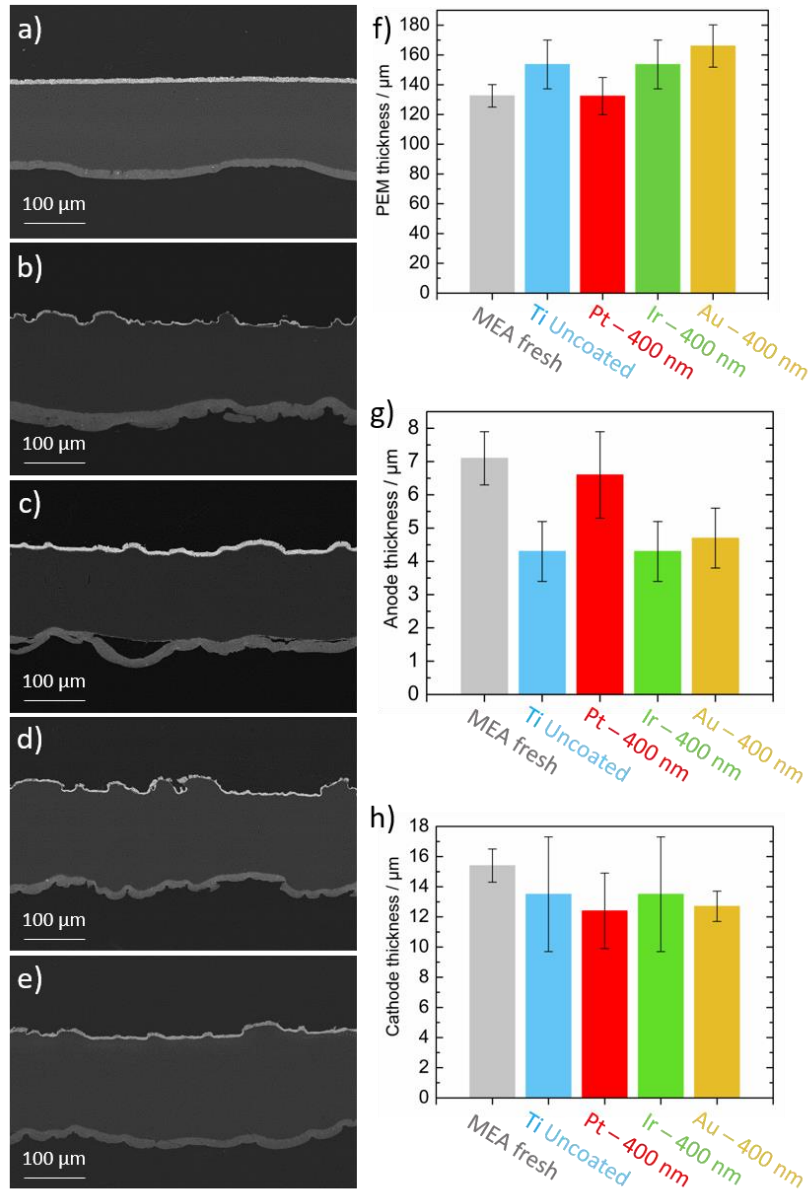 a)
100 μm
b)
100 μm
c)
100 μm
d)
100 μm
e)
100 μm
f)
PEM thickness / μm
180
160
140
120
100
80
60
40
20
0
MEA fresh
Ti Uncoated
Pt – 400 nm
Ir – 400 nm
Au – 400 nm
g)
Anode thickness / μm
8
7
6
5
4
3
2
1
0
MEA fresh
Ti Uncoated
Pt – 400 nm
Ir – 400 nm
Au – 400 nm
h)
Cathode thickness / μm
18
16
14
12
10
8
6
4
2
0
MEA fresh
Ti Uncoated
Pt – 400 nm
Ir – 400 nm
Au – 400 nm